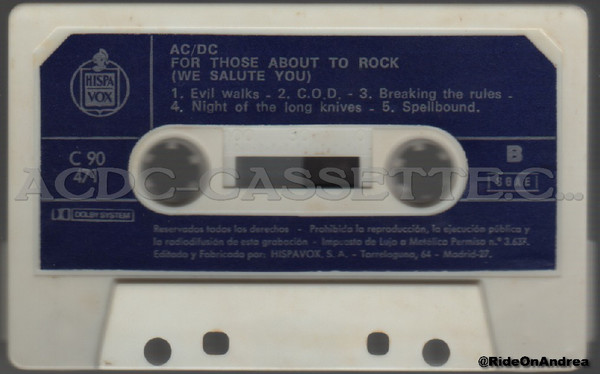 AC/DC
FOR THOSE ABOUT TO ROCK
(WE SALUTE YOU)
1. Evil walks - 2. C.O.D. - 3. Breaking the rules -
4. Night of the long knives - 5. Spellbound.
HISPA
VOX
C 90
B
ACDC-CASSETTE.C...
SGAE
DOLBY SYSTEM
Reservados todos los derechos - Prohibida la reproducción, la ejecución pública y
la radiodifusión de esta grabación - Impuesto de Lujo a Metálico Permiso n.º 3.637.
Editado y Fabricado por: HISPAVOX, S. A. - Torrelaguna, 64 - Madrid-27.
@RideOnAndrea